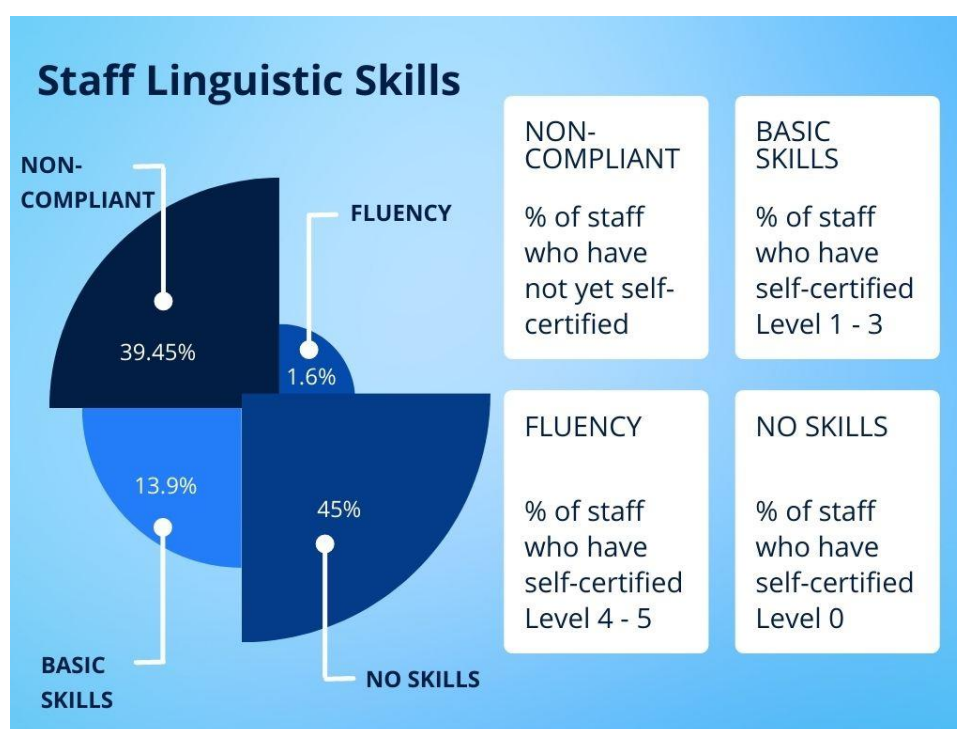 Staff Linguistic Skills
NON-
COMPLIANT
FLUENCY
39.45%
1.6%
13.9%
45%
BASIC
SKILLS
NO SKILLS
NON-
COMPLIANT
% of staff
who have
not yet self-
certified
BASIC
SKILLS
% of staff
who have
self-certified
Level 1 - 3
FLUENCY
% of staff
who have
self-certified
Level 4 - 5
NO SKILLS
% of staff
who have
self-certified
Level 0